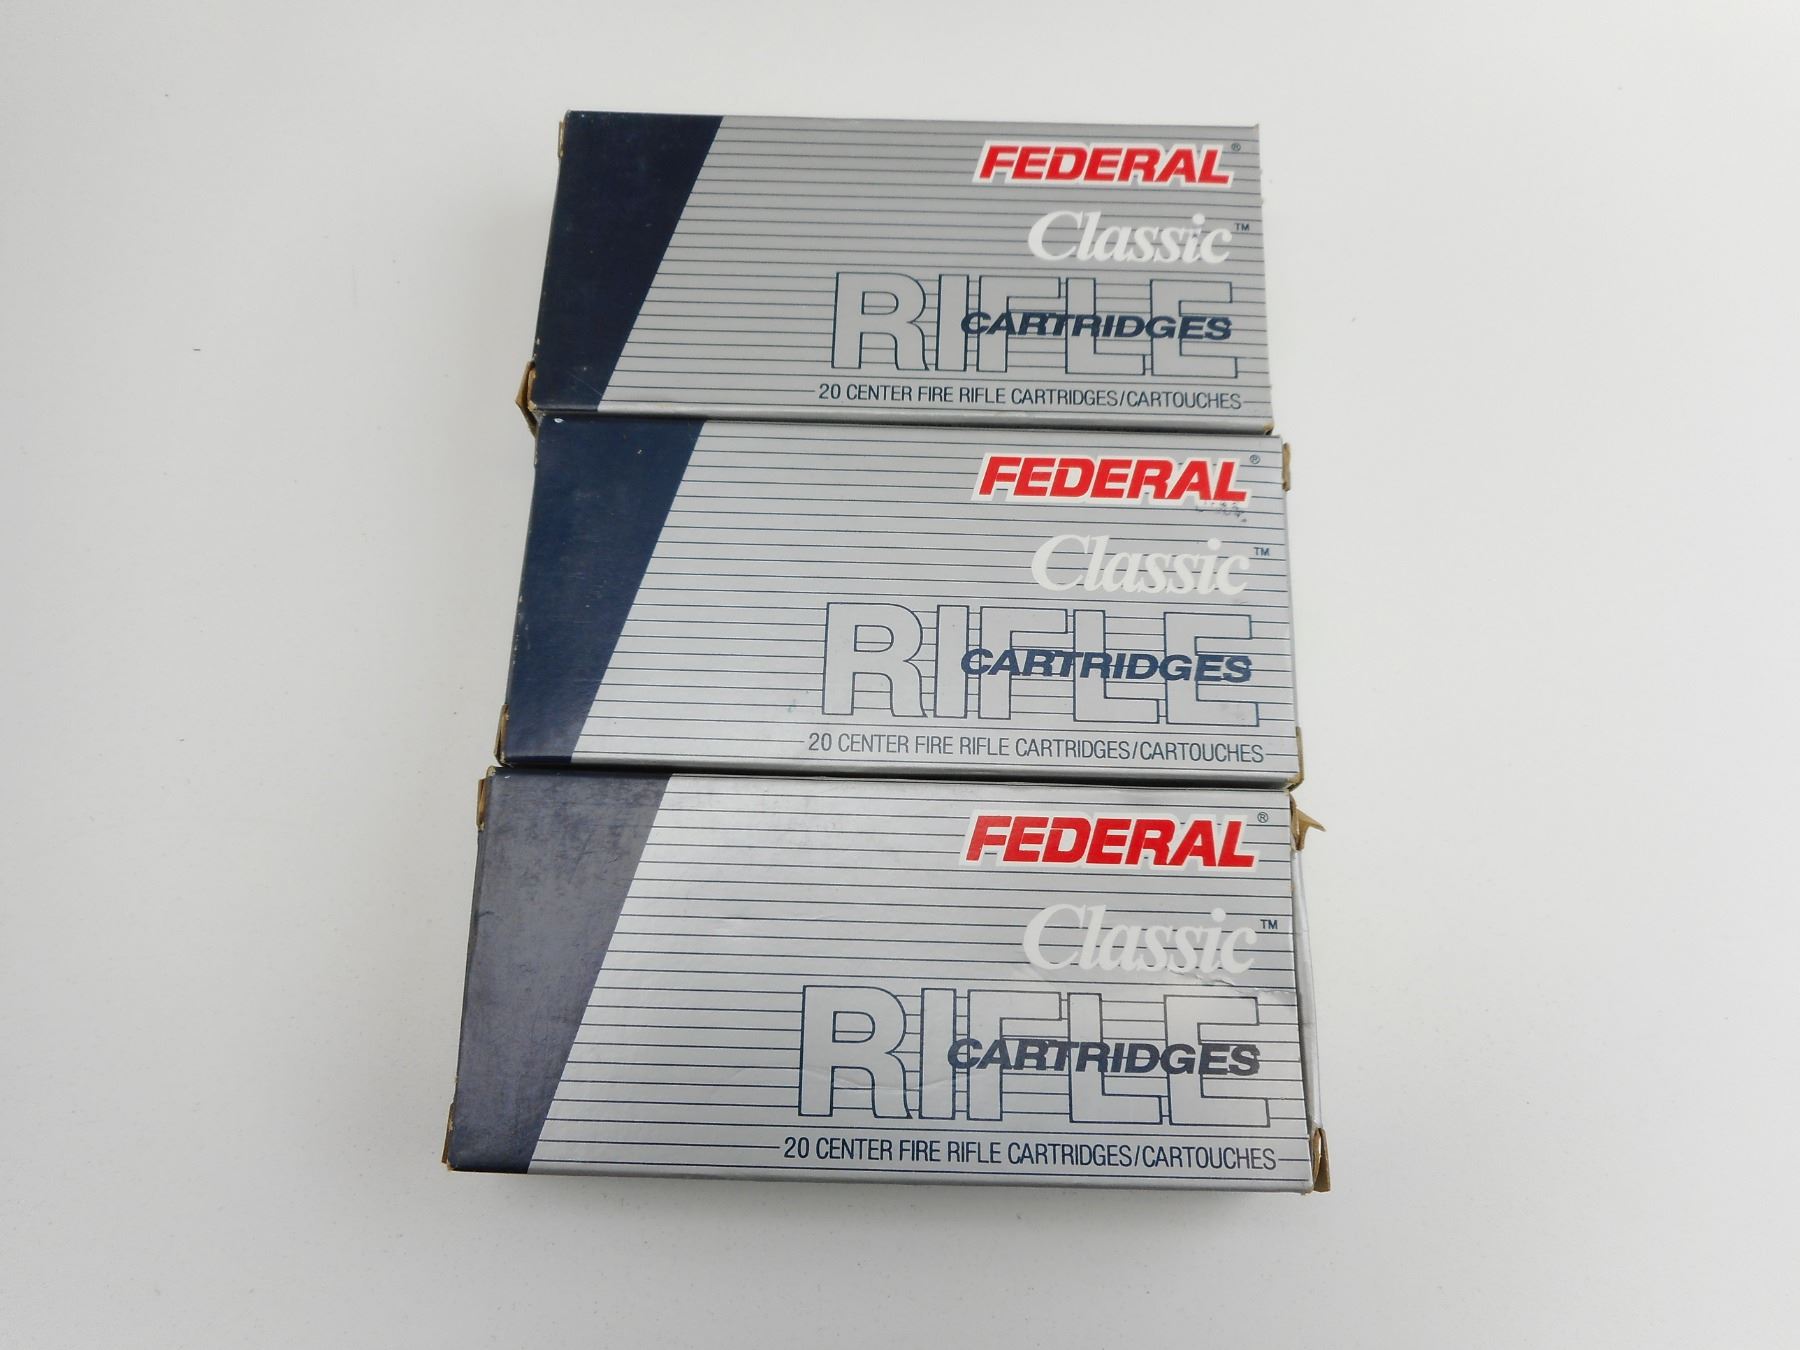 FEDERAL®
Classic™
RIFLE
CARTRIDGES
20 CENTER FIRE RIFLE CARTRIDGES/CARTOUCHES
FEDERAL®
Classic™
RIFLE
CARTRIDGES
20 CENTER FIRE RIFLE CARTRIDGES/CARTOUCHES
FEDERAL®
Classic™
RIFLE
CARTRIDGES
20 CENTER FIRE RIFLE CARTRIDGES/CARTOUCHES